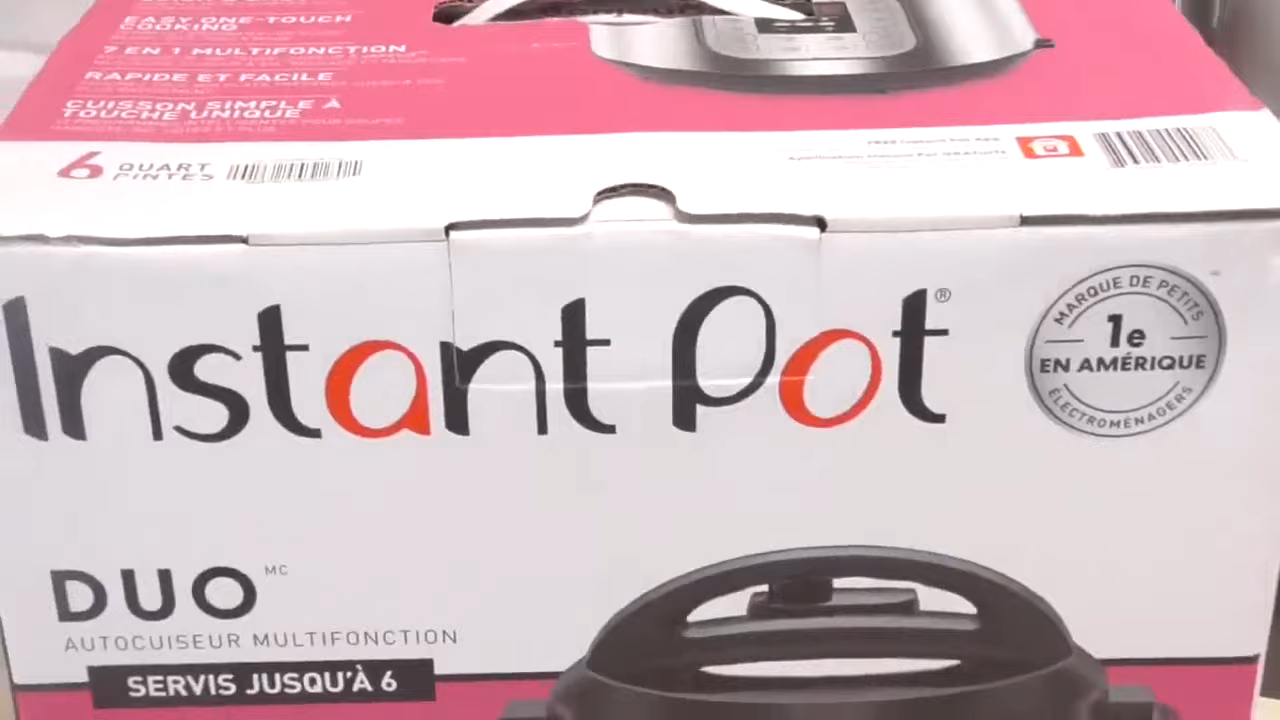 EASY ONE-TOUCH
COOKING
7 EN 1 MULTIFONCTION
RAPIDE ET FACILE
CUISSON SIMPLE À
TOUCHE UNIQUE
6 QUART
PINTES
Instant Pot®
MARQUE DE PETITS
1e
EN AMÉRIQUE
ÉLECTROMÉNAGERS
DUO MC
AUTOCUISEUR MULTIFONCTION
SERVIS JUSQU'À 6